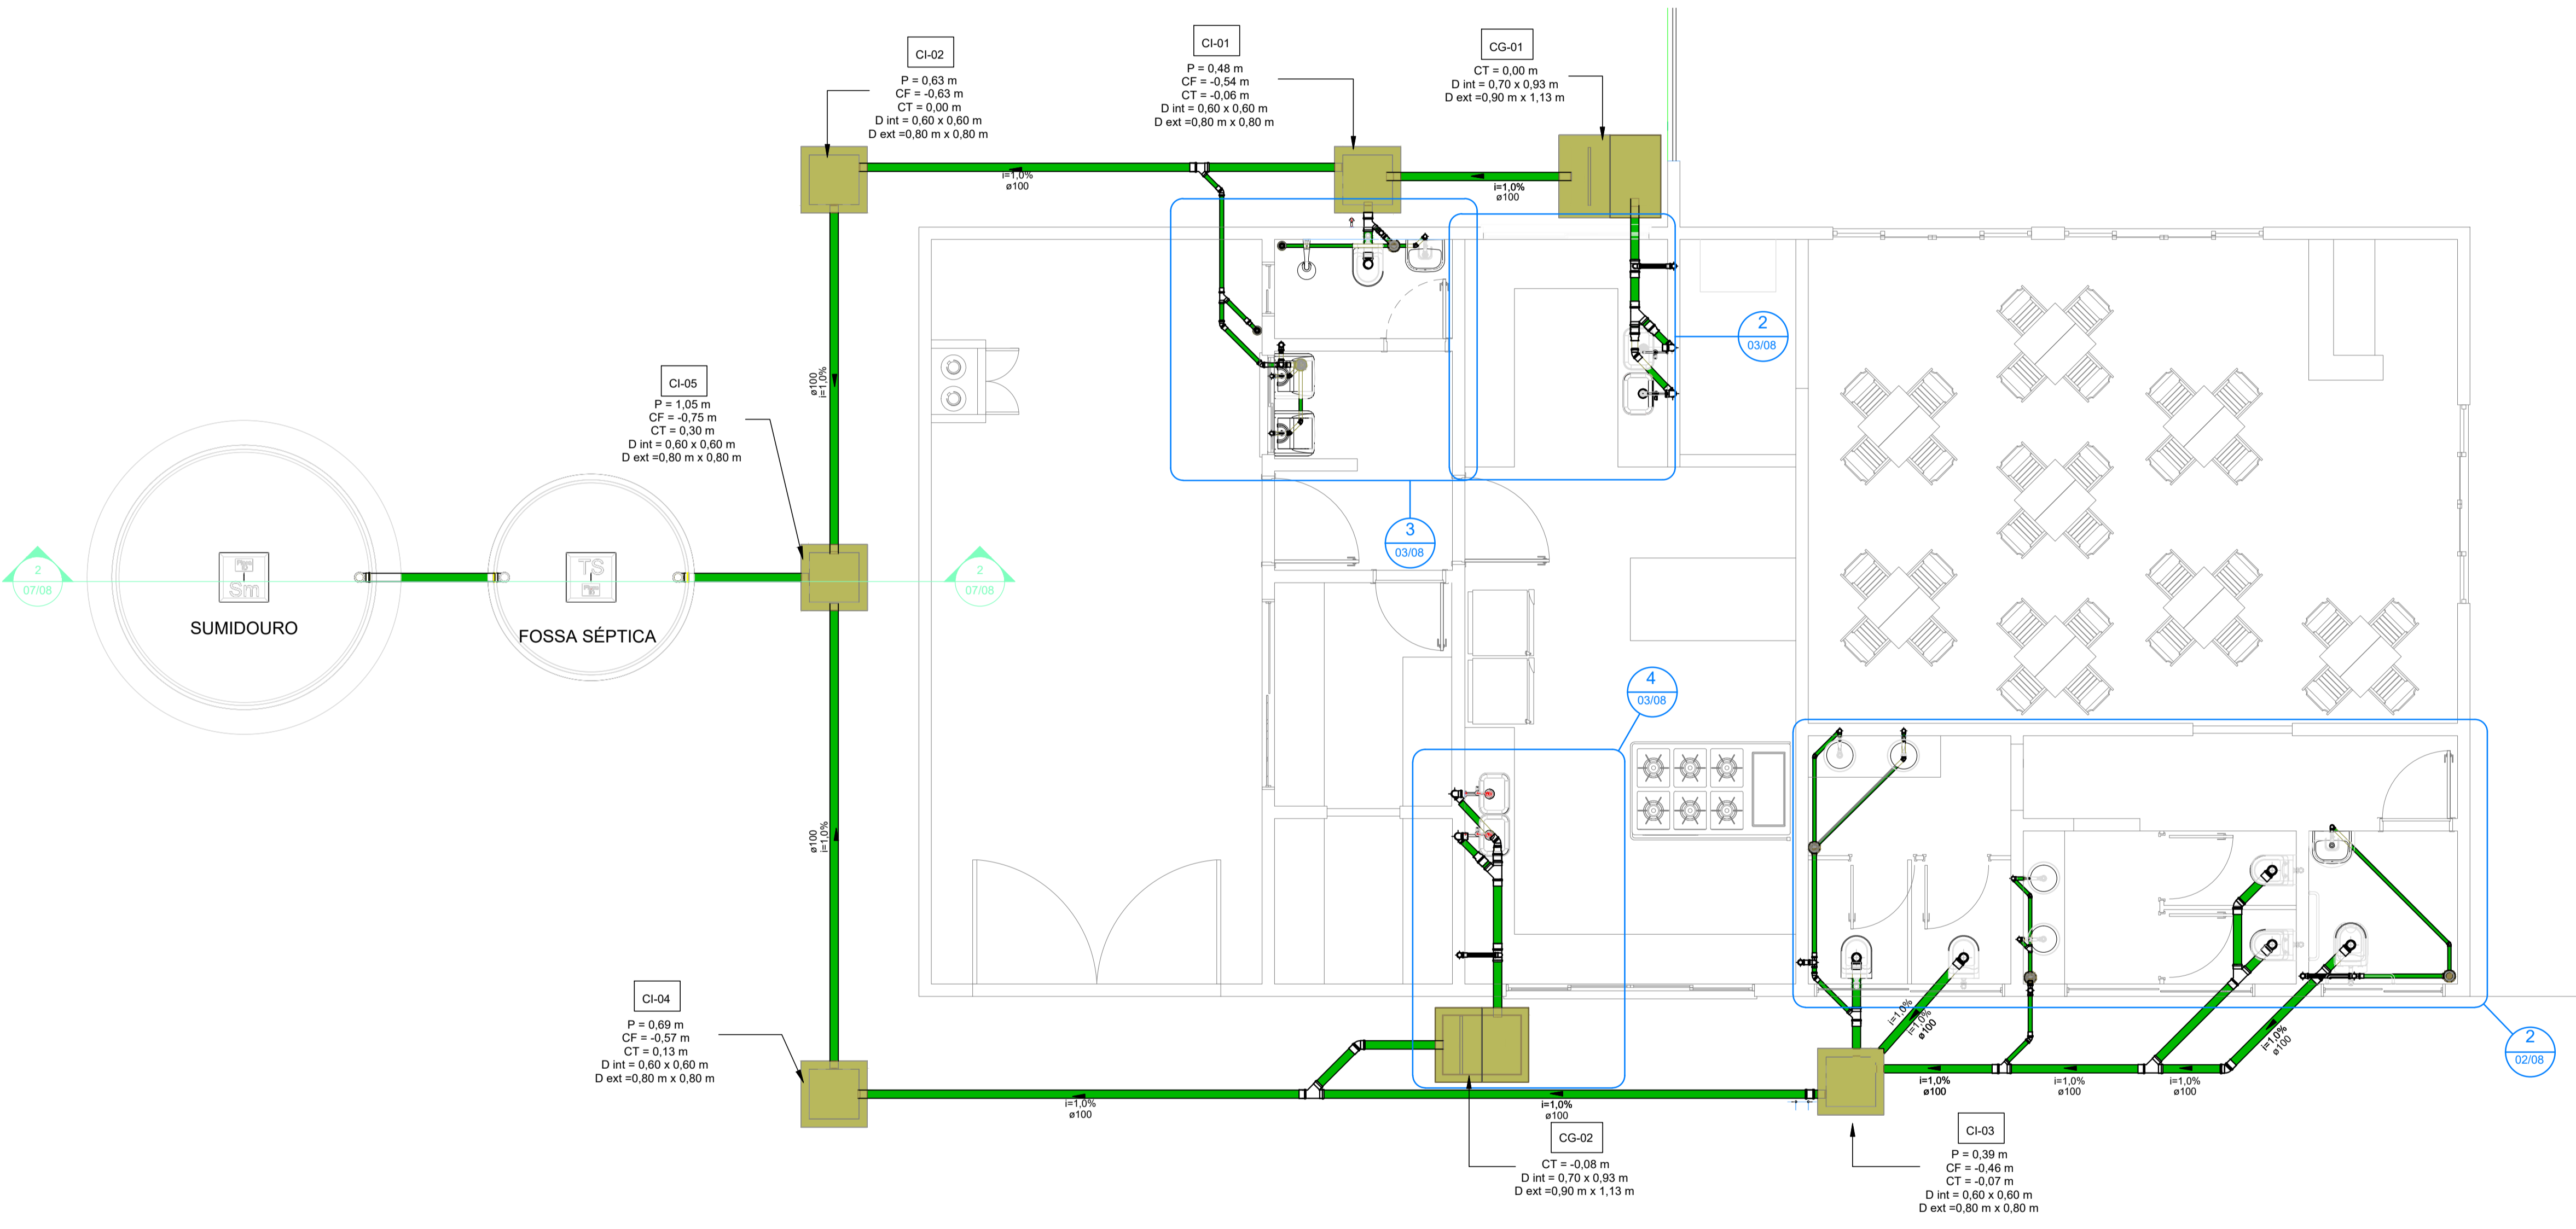 CI-02
P = 0,63 m
CF = -0,63 m
CT = 0,00 m
D int = 0,60 x 0,60 m
D ext =0,80 m x 0,80 m
CI-01
P = 0,48 m
CF = -0,54 m
CT = -0,06 m
D int = 0,60 x 0,60 m
D ext =0,80 m x 0,80 m
CG-01
CT = 0,00 m
D int = 0,70 x 0,93 m
D ext =0,90 m x 1,13 m
i=1,0%
ø100
i=1,0%
ø100
2
03/08
CI-05
P = 1,05 m
CF = -0,75 m
CT = 0,30 m
D int = 0,60 x 0,60 m
D ext =0,80 m x 0,80 m
ø100
i=1,0%
3
03/08
2
07/08
Sm
SUMIDOURO
TS
FOSSA SÉPTICA
2
07/08
4
03/08
ø100
i=1,0%
CI-04
P = 0,69 m
CF = -0,57 m
CT = 0,13 m
D int = 0,60 x 0,60 m
D ext =0,80 m x 0,80 m
i=1,0%
i=1,0%
ø100
i=1,0%
ø100
2
02/08
i=1,0%
ø100
i=1,0%
ø100
i=1,0%
ø100
i=1,0%
ø100
i=1,0%
ø100
CG-02
CT = -0,08 m
D int = 0,70 x 0,93 m
D ext =0,90 m x 1,13 m
CI-03
P = 0,39 m
CF = -0,46 m
CT = -0,07 m
D int = 0,60 x 0,60 m
D ext =0,80 m x 0,80 m